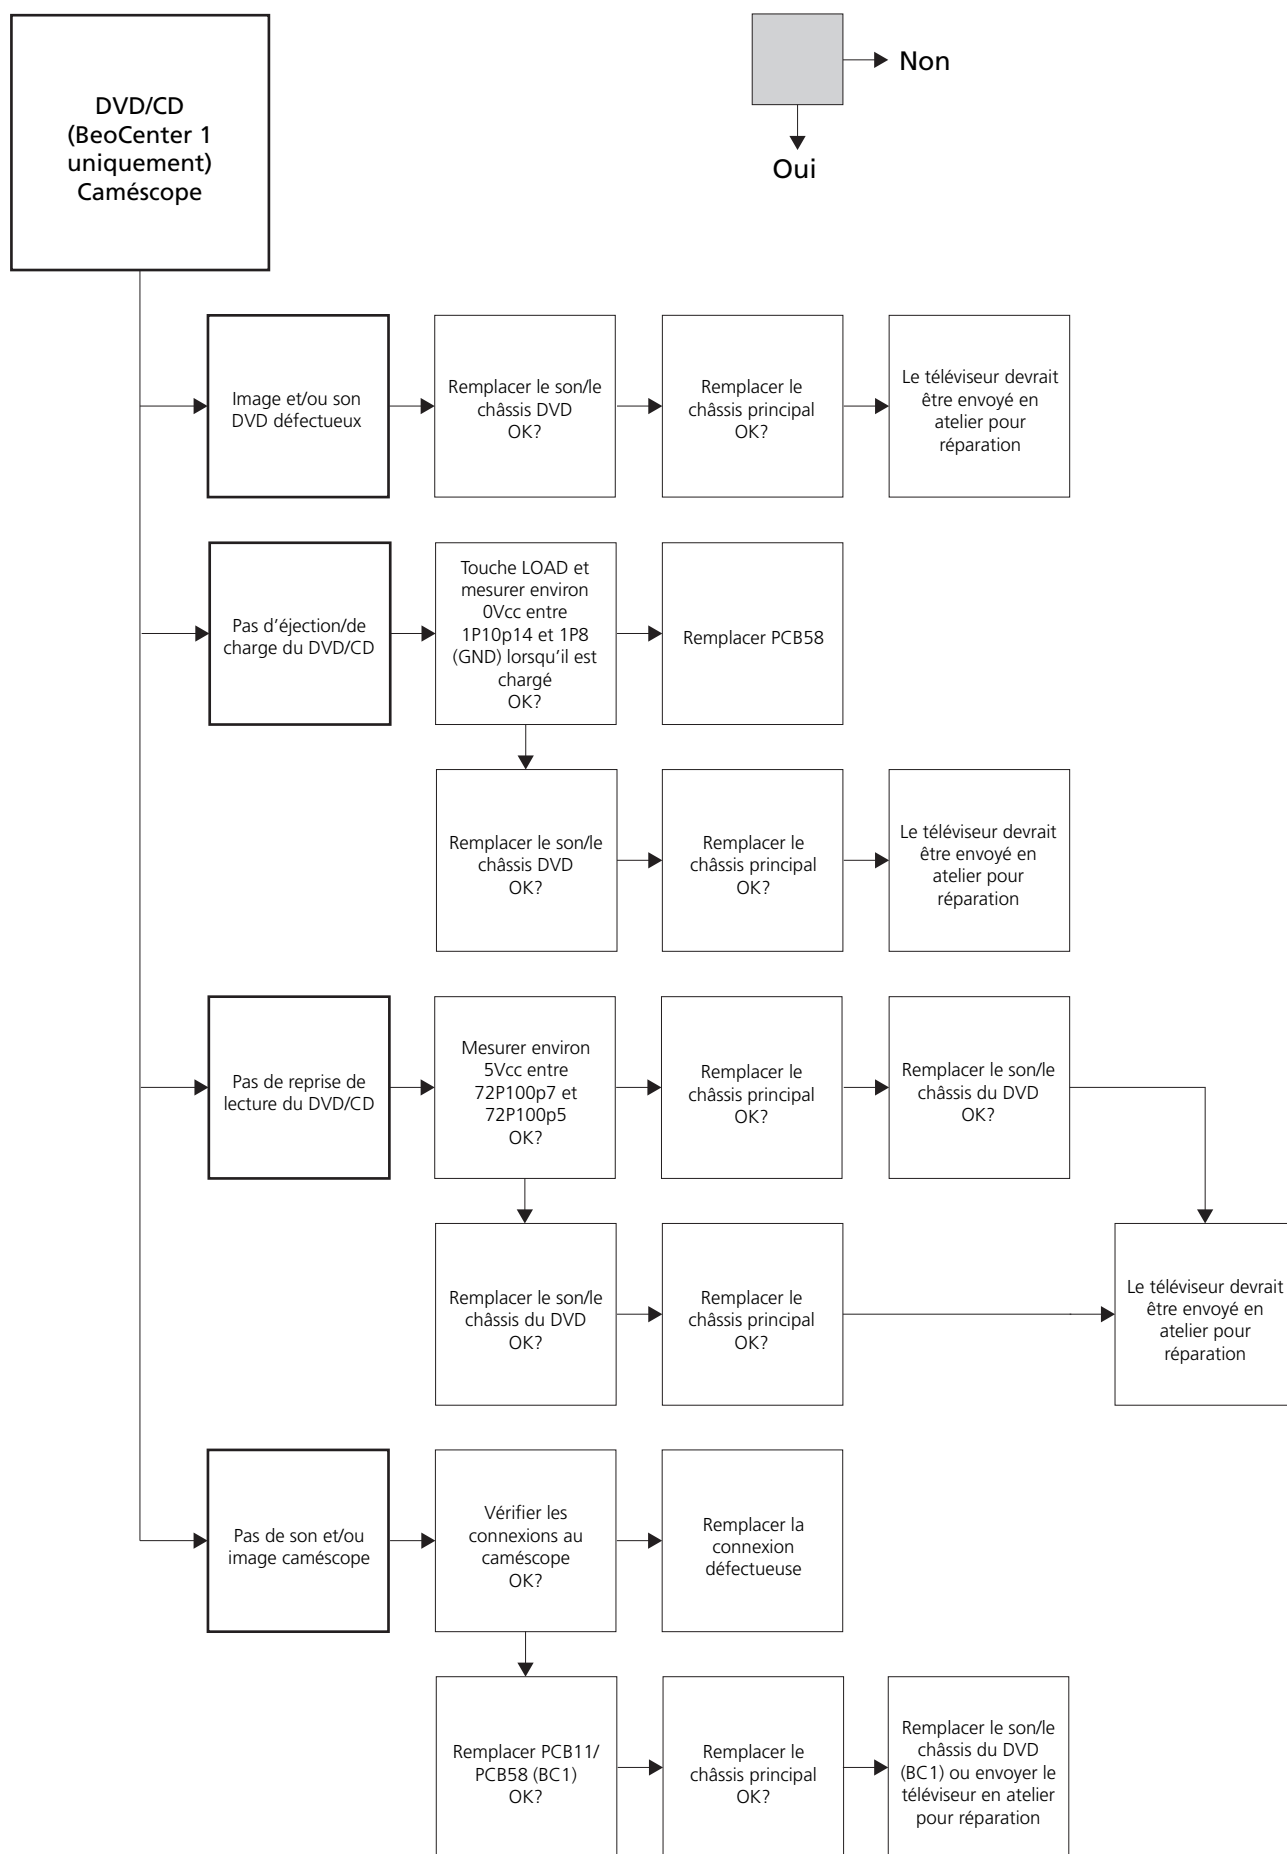 DVD/CD
(BeoCenter 1
uniquement)
Caméscope
Non
Oui
Image et/ou son
DVD défectueux
Remplacer le son/le
châssis DVD
OK?
Remplacer le
châssis principal
OK?
Le téléviseur devrait
être envoyé en
atelier pour
réparation
Pas d'éjection/de
charge du DVD/CD
Touche LOAD et
mesurer environ
0Vcc entre
1P10p14 et 1P8
(GND) lorsqu'il est
chargé
OK?
Remplacer PCB58
Remplacer le son/le
châssis DVD
OK?
Remplacer le
châssis principal
OK?
Le téléviseur devrait
être envoyé en
atelier pour
réparation
Pas de reprise de
lecture du DVD/CD
Mesurer environ
5Vcc entre
72P100p7 et
72P100p5
OK?
Remplacer le
châssis principal
OK?
Remplacer le son/le
châssis du DVD
OK?
Remplacer le son/le
châssis du DVD
OK?
Remplacer le
châssis principal
OK?
Le téléviseur devrait
être envoyé en
atelier pour
réparation
Pas de son et/ou
image caméscope
Vérifier les
connexions au
caméscope
OK?
Remplacer la
connexion
défectueuse
Remplacer PCB11/
PCB58 (BC1)
OK?
Remplacer le
châssis principal
OK?
Remplacer le son/le
châssis du DVD
(BC1) ou envoyer le
téléviseur en atelier
pour réparation